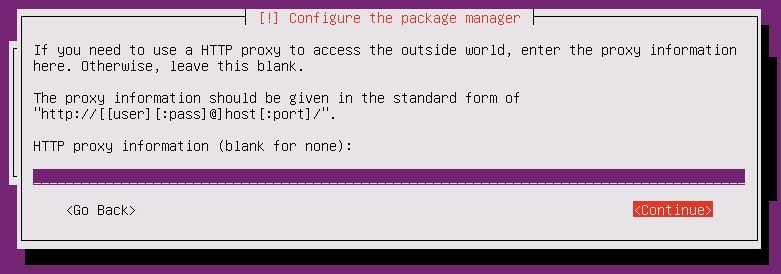 [!] Configure the package manager
If you need to use a HTTP proxy to access the outside world, enter the proxy information
here. Otherwise, leave this blank.
The proxy information should be given in the standard form of
"http://[[user][:pass]@]host[:port]/".
HTTP proxy information (blank for none):
<Go Back> <Continue>